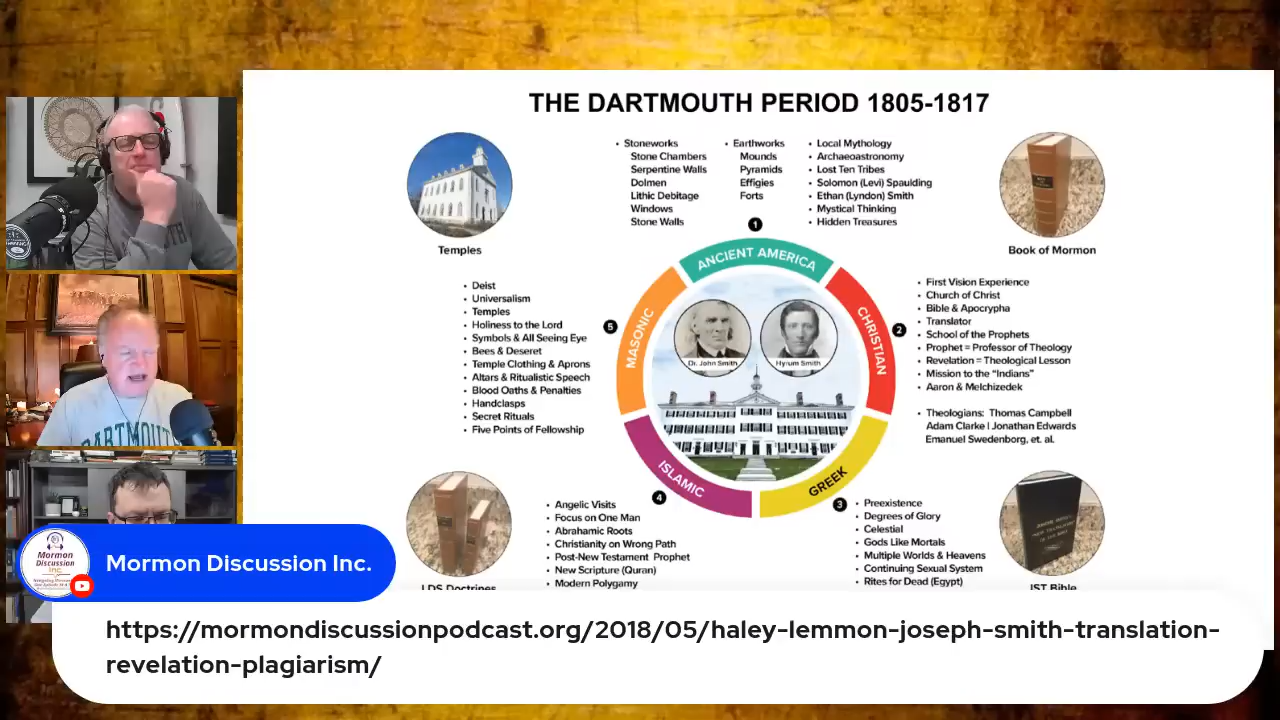 THE DARTMOUTH PERIOD 1805-1817
• Stoneworks
Stone Chambers
Serpentine Walls
Dolmen
Lithic Debitage
Windows
Stone Walls
• Earthworks
Mounds
Pyramids
Effigies
Forts
• Local Mythology
• Archaeoastronomy
• Lost Ten Tribes
• Solomon (Levi) Spaulding
• Ethan (Lyndon) Smith
• Mystical Thinking
• Hidden Treasures
Temples
Book of Mormon
1
ANCIENT AMERICA
• Deist
• Universalism
• Temples
• Holiness to the Lord
• Symbols & All Seeing Eye
• Bees & Deseret
• Temple Clothing & Aprons
• Altars & Ritualistic Speech
• Blood Oaths & Penalties
• Handclasps
• Secret Rituals
• Five Points of Fellowship
5
MASONIC
Dr. John Smith
Hyrum Smith
CHRISTIAN
2
• First Vision Experience
• Church of Christ
• Bible & Apocrypha
• Translator
• School of the Prophets
• Prophet = Professor of Theology
• Revelation = Theological Lesson
• Mission to the "Indians"
• Aaron & Melchizedek
• Theologians: Thomas Campbell
Adam Clarke | Jonathan Edwards
Emanuel Swedenborg, et. al.
DARTMOUTH
ISLAMIC
4
GREEK
3
• Angelic Visits
• Focus on One Man
• Abrahamic Roots
• Christianity on Wrong Path
• Post-New Testament Prophet
• New Scripture (Quran)
• Modern Polygamy
• Preexistence
• Degrees of Glory
• Celestial
• Gods Like Mortals
• Multiple Worlds & Heavens
• Continuing Sexual System
• Rites for Dead (Egypt)
LDS Doctrines
JST Bible
Mormon
Discussion
Inc.
Mormon Discussion Inc.
https://mormondiscussionpodcast.org/2018/05/haley-lemmon-joseph-smith-translation-
revelation-plagiarism/